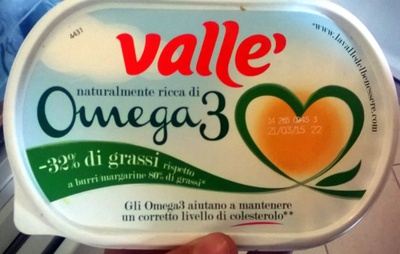 4431
valle'
naturalmente ricca di
Omega3
*www.lavalledelbenessere.com
21/03/15 22
-32% di grassi rispetto
a burri/margarine 80% di grassi*
Gli Omega3 aiutano a mantenere
un corretto livello di colesterolo**